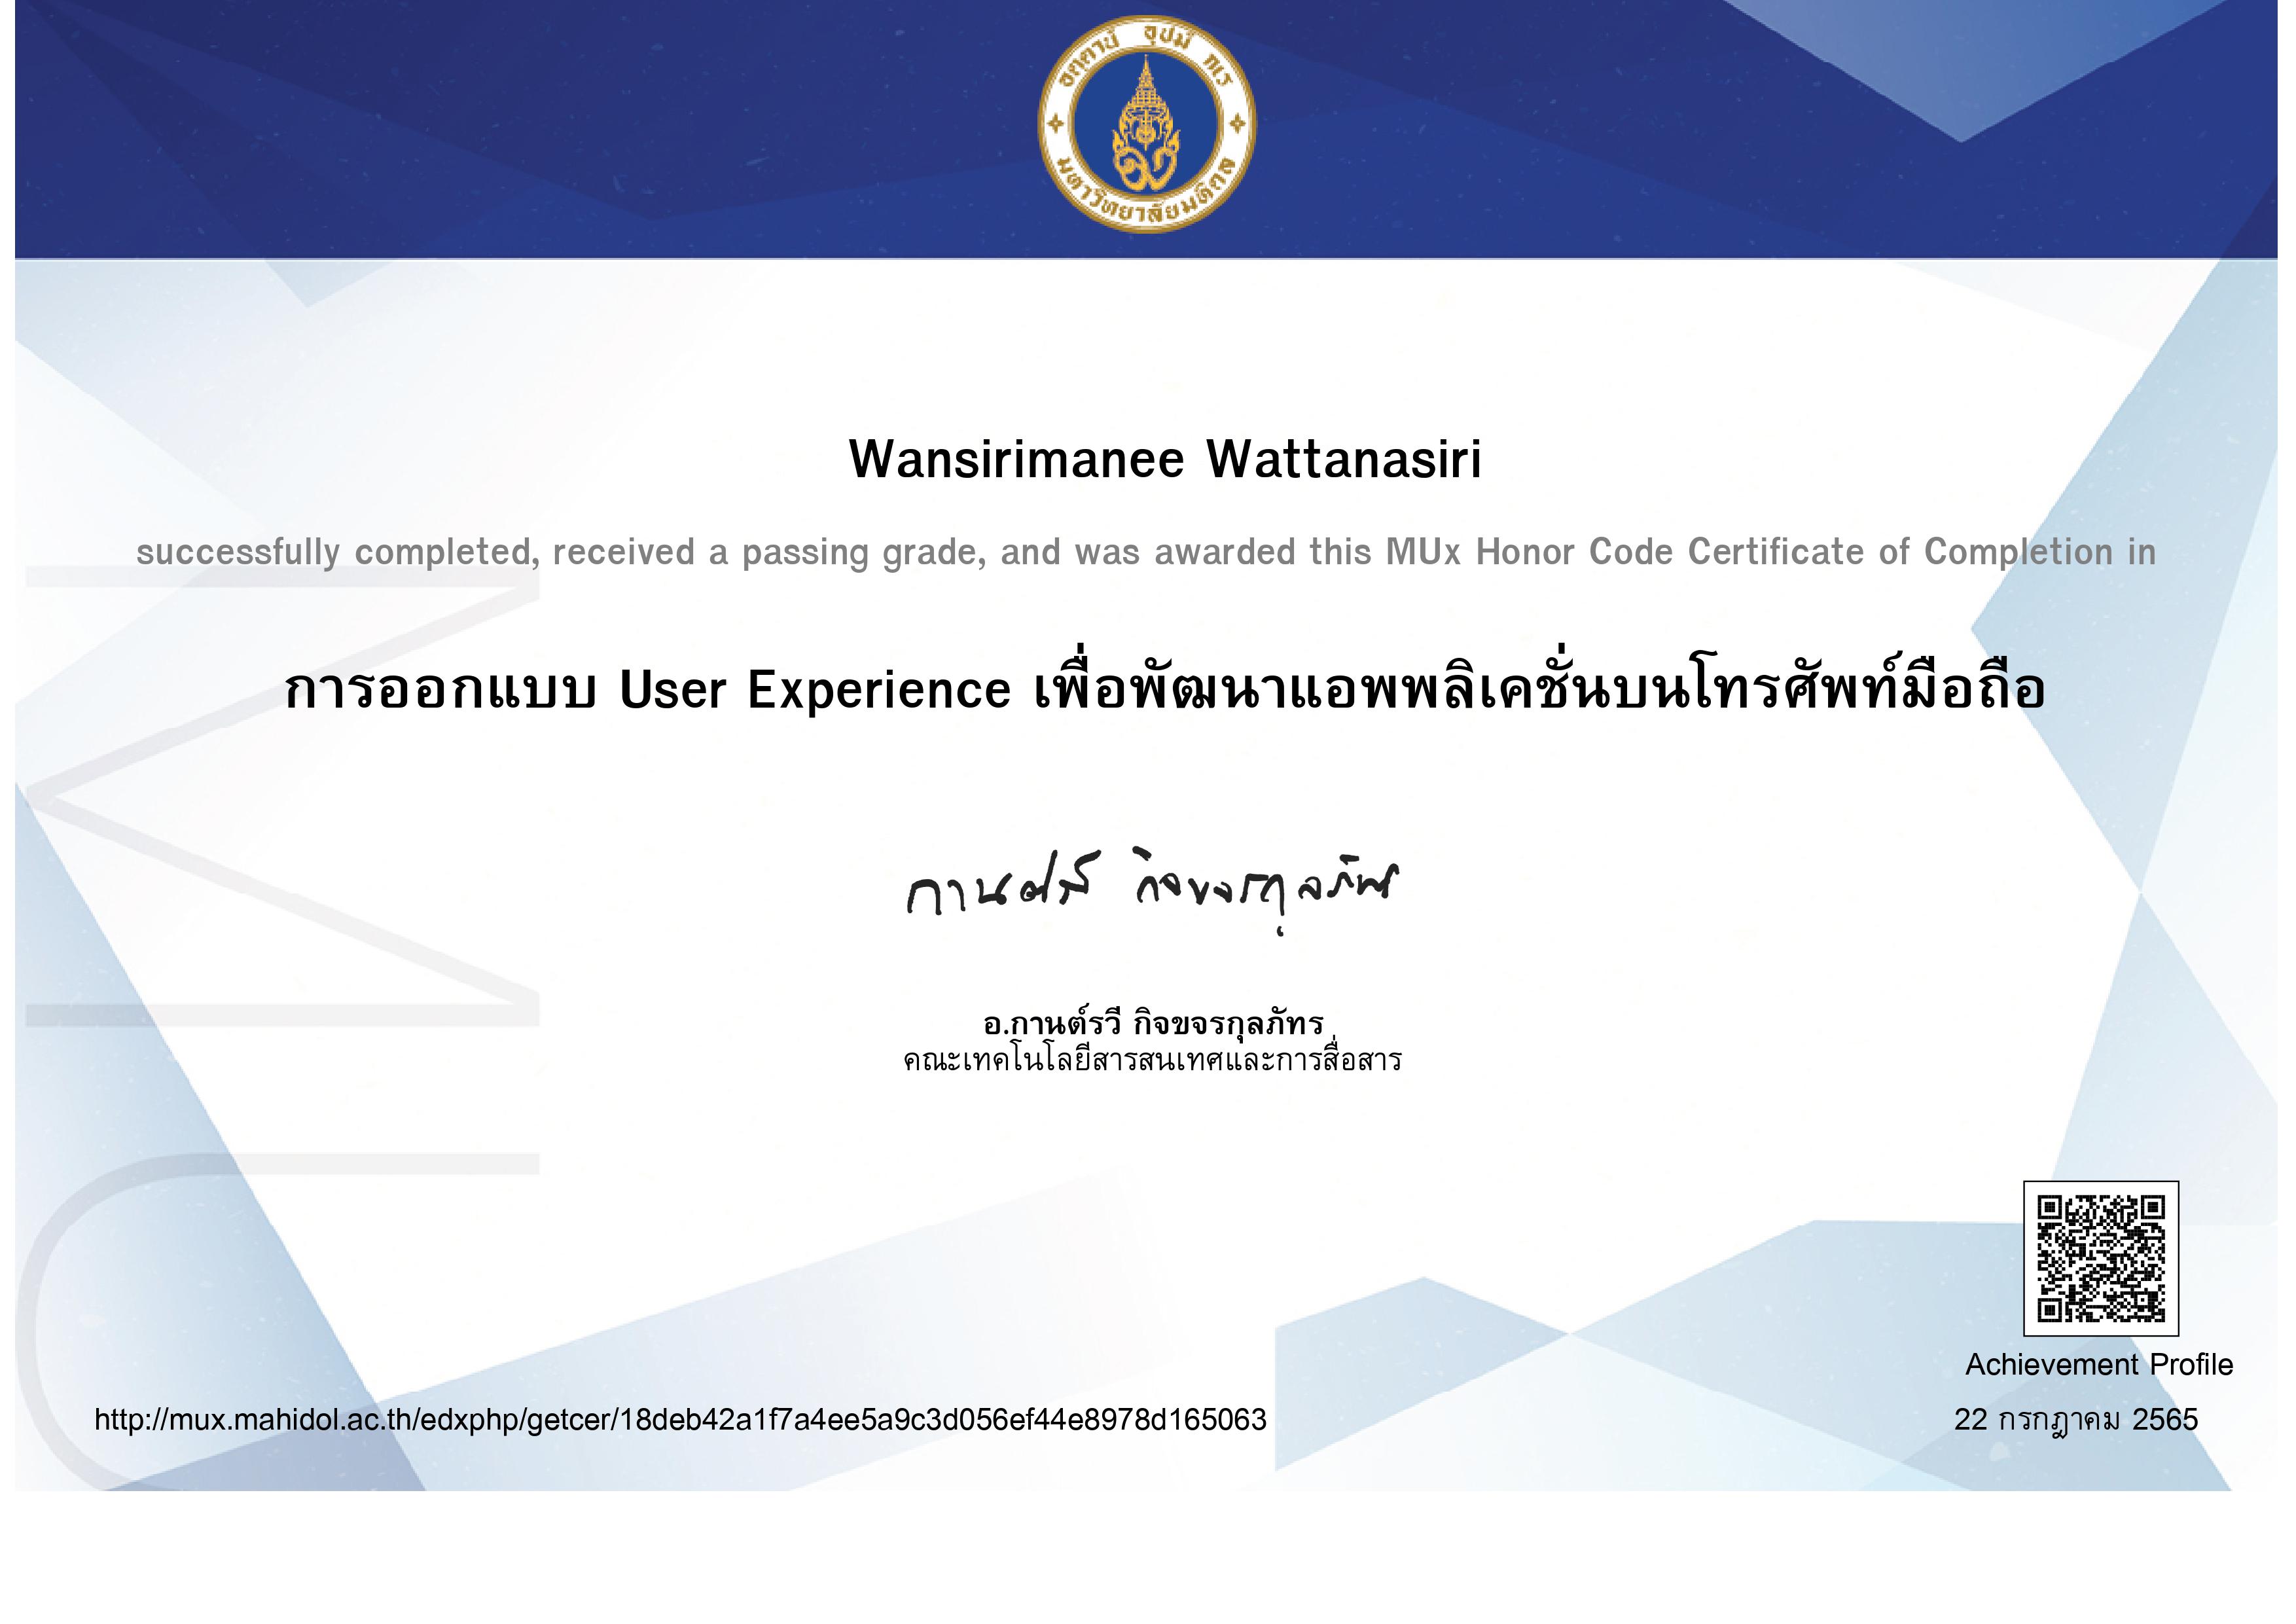 อตฺตานํ อุปมํ กเร
มหาวิทยาลัยมหิดล
Wansirimanee Wattanasiri
successfully completed, received a passing grade, and was awarded this MUx Honor Code Certificate of Completion in
การออกแบบ User Experience เพื่อพัฒนาแอพพลิเคชั่นบนโทรศัพท์มือถือ
กานต์รวี กิจขจรกุลภัทร
อ.กานต์รวี กิจขจรกุลภัทร
คณะเทคโนโลยีสารสนเทศและการสื่อสาร
Achievement Profile
http://mux.mahidol.ac.th/edxphp/getcer/18deb42a1f7a4ee5a9c3d056ef44e8978d165063
22 กรกฎาคม 2565